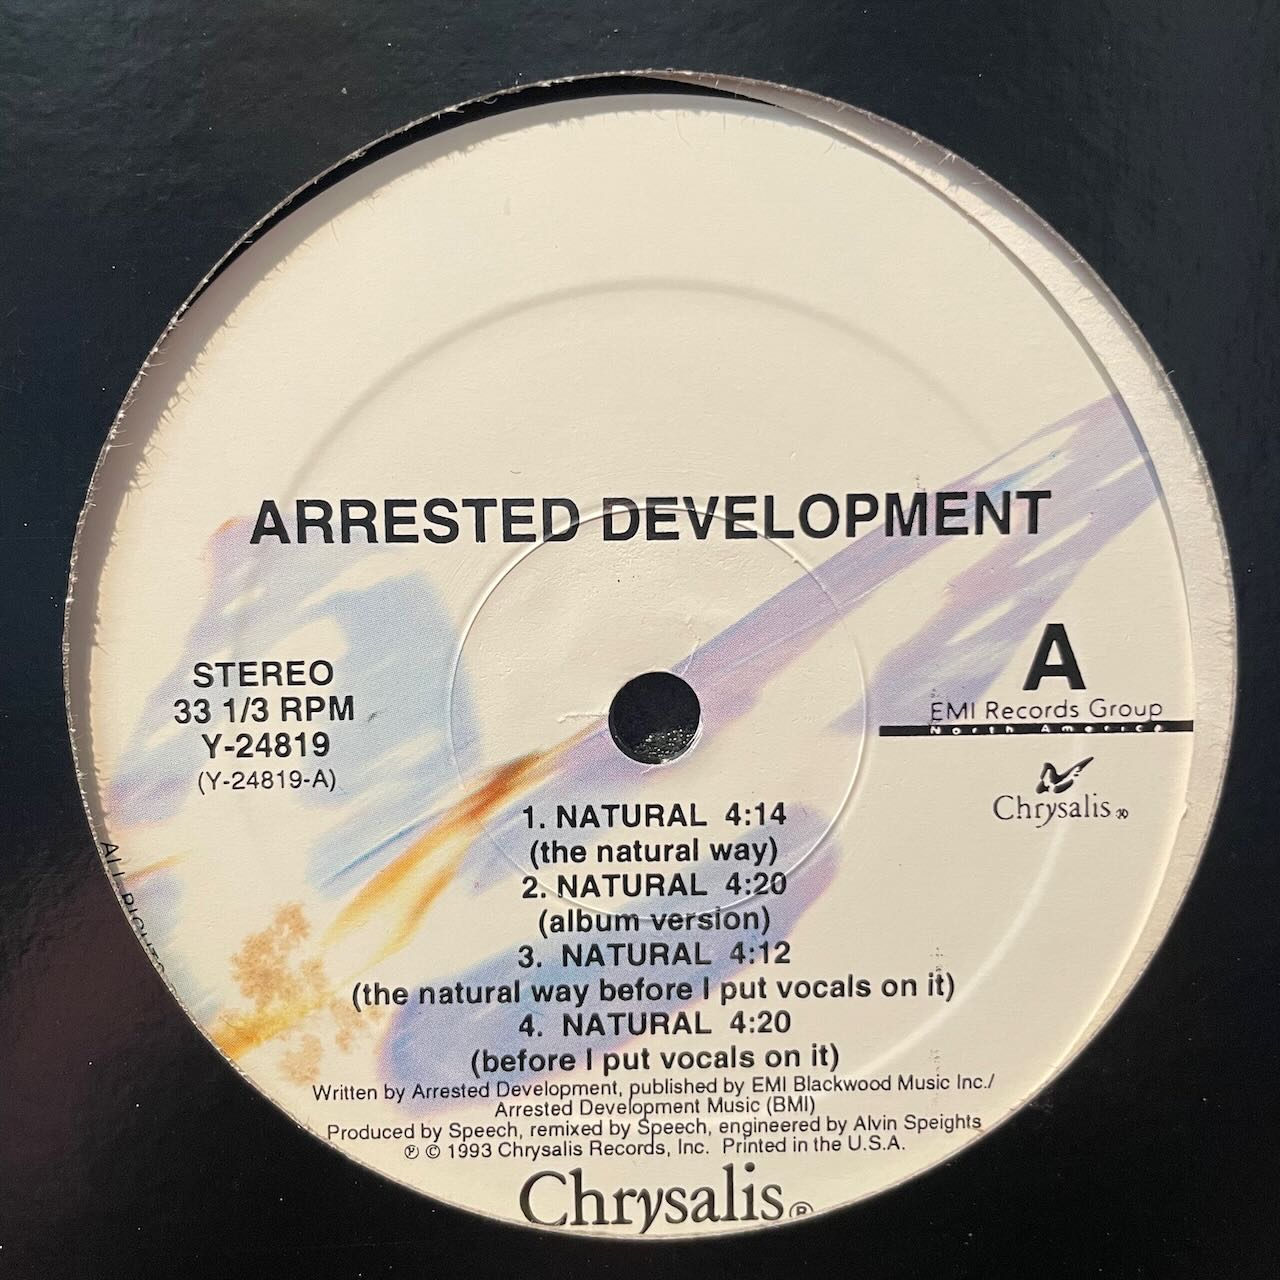 ARRESTED DEVELOPMENT
STEREO
33 1/3 RPM
Y-24819
(Y-24819-A)
A
EMI Records Group
North America
Chrysalis®
1. NATURAL 4:14
(the natural way)
2. NATURAL 4:20
(album version)
3. NATURAL 4:12
(the natural way before I put vocals on it)
4. NATURAL 4:20
(before I put vocals on it)
Written by Arrested Development, published by EMI Blackwood Music Inc./
Arrested Development Music (BMI)
Produced by Speech, remixed by Speech, engineered by Alvin Speights
℗ © 1993 Chrysalis Records, Inc. Printed in the U.S.A.
Chrysalis®
ALL